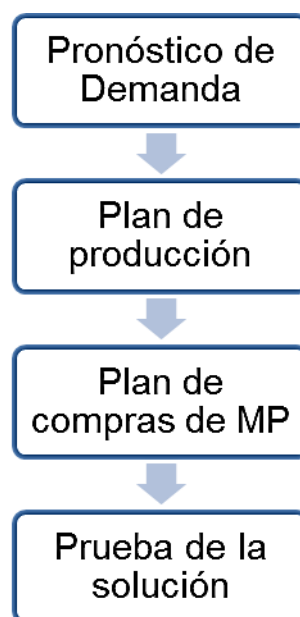 Pronóstico de
Demanda
Plan de
producción
Plan de
compras de MP
Prueba de la
solución